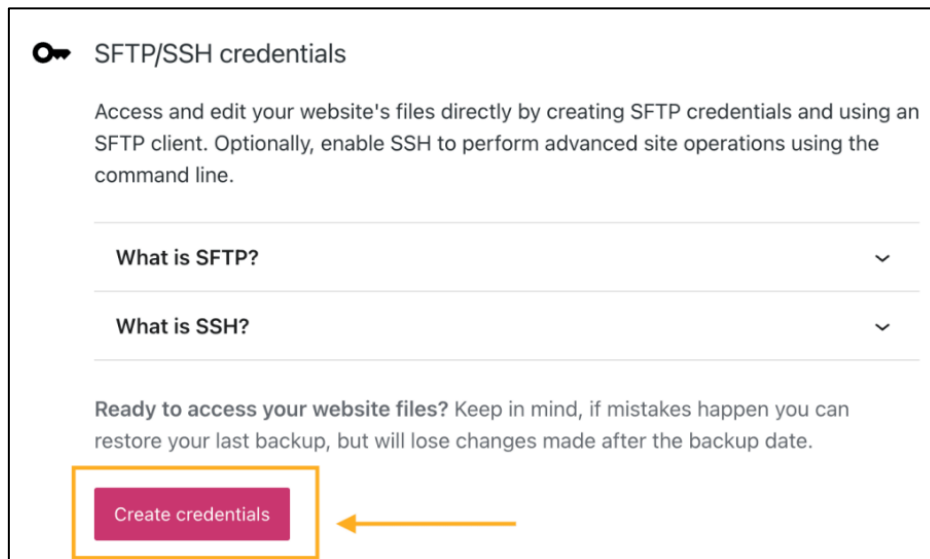 SFTP/SSH credentials
Access and edit your website's files directly by creating SFTP credentials and using an
SFTP client. Optionally, enable SSH to perform advanced site operations using the
command line.
What is SFTP?
What is SSH?
Ready to access your website files? Keep in mind, if mistakes happen you can
restore your last backup, but will lose changes made after the backup date.
Create credentials